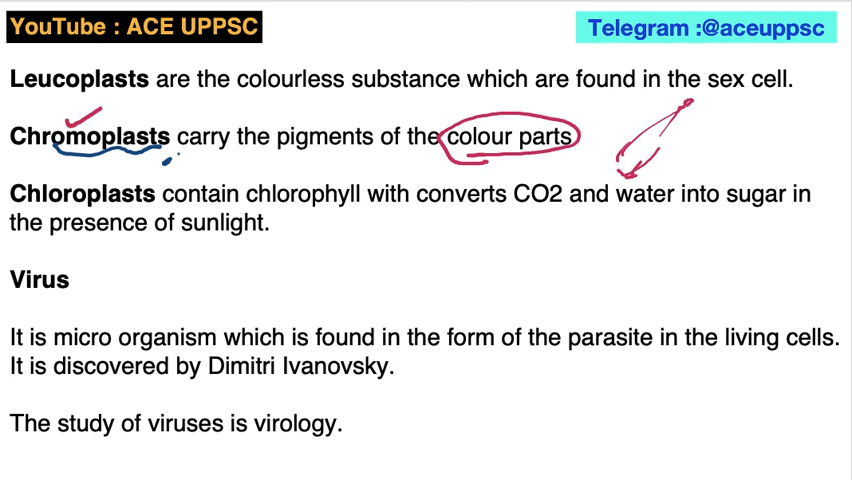 YouTube : ACE UPPSC
Telegram :@aceuppsc
Leucoplasts are the colourless substance which are found in the sex cell.
Chromoplasts carry the pigments of the colour parts
Chloroplasts contain chlorophyll with converts CO2 and water into sugar in
the presence of sunlight.
Virus
It is micro organism which is found in the form of the parasite in the living cells.
It is discovered by Dimitri Ivanovsky.
The study of viruses is virology.